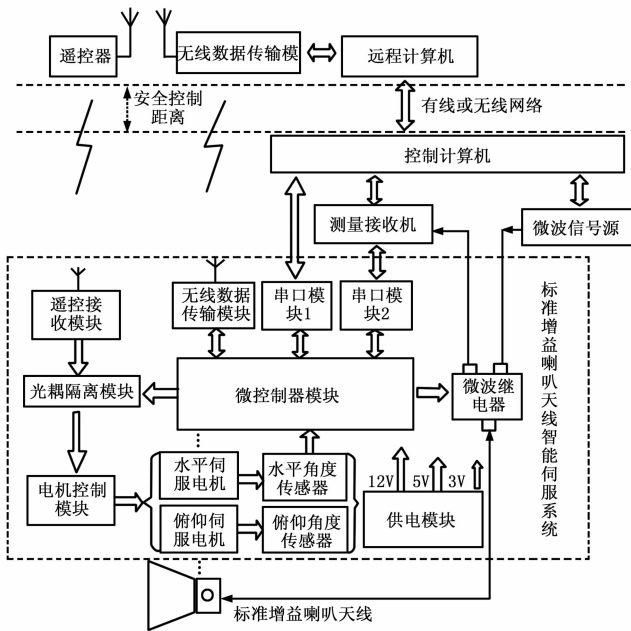 遥控器
无线数据传输模
远程计算机
安全控制
距离
有线或无线网络
控制计算机
测量接收机
微波信号源
遥控接
收模块
无线数据
传输模块
串口模
块1
串口模
块2
标准增益喇叭天线智能伺服系统
光耦隔离模块
微控制器模块
微波继
电器
电机控制
模块
水平伺
服电机
水平角度
传感器
俯仰伺
服电机
俯仰角度
传感器
12V
5V
3V
供电模块
标准增益喇叭天线